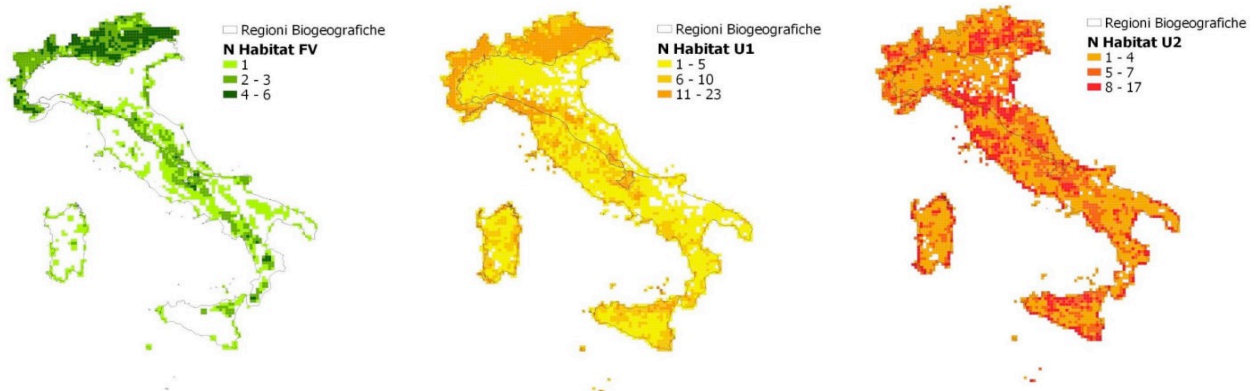 Regioni Biogeografiche
N Habitat FV
1
2 - 3
4 - 6
Regioni Biogeografiche
N Habitat U1
1 - 5
6 - 10
11 - 23
Regioni Biogeografiche
N Habitat U2
1 - 4
5 - 7
8 - 17